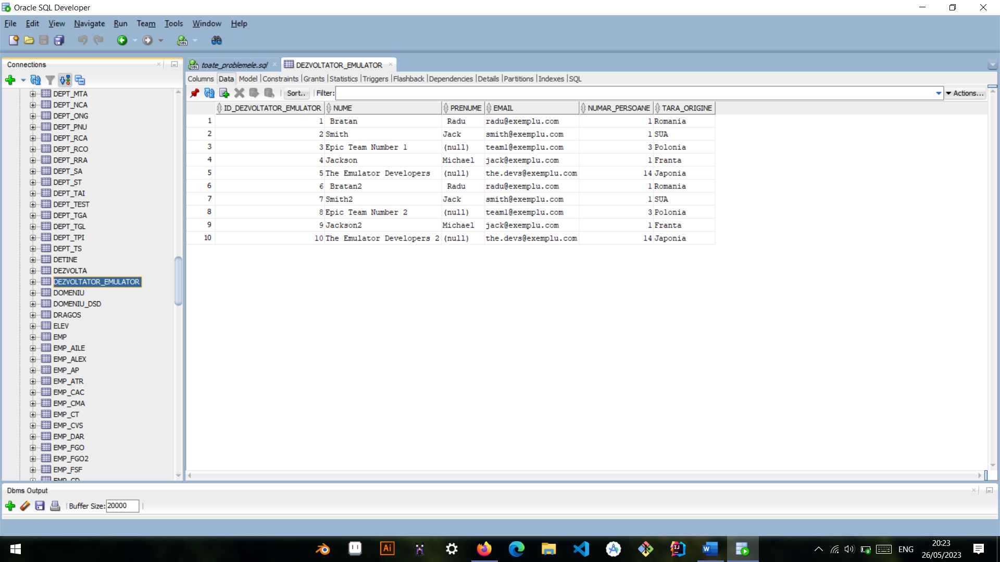 Oracle SQL Developer
File Edit View Navigate Run Team Tools Window Help
Connections
DEPT_MTA
DEPT_NCA
DEPT_ONG
DEPT_PNU
DEPT_RCA
DEPT_RCO
DEPT_RRA
DEPT_SA
DEPT_ST
DEPT_TAI
DEPT_TEST
DEPT_TGA
DEPT_TGL
DEPT_TPI
DEPT_TS
DETINE
DEZVOLTA
DEZVOLTATOR_EMULATOR
DOMENIU
DOMENIU_DSD
DRAGOS
ELEV
EMP
EMP_AILE
EMP_ALEX
EMP_AP
EMP_ATR
EMP_CAC
EMP_CMA
EMP_CT
EMP_CVS
EMP_DAR
EMP_FGO
EMP_FGO2
EMP_FSF
toate_problemele.sql DEZVOLTATOR_EMULATOR
Columns Data Model Constraints Grants Statistics Triggers Flashback Dependencies Details Partitions Indexes SQL
Sort.. Filter: Actions...
ID_DEZVOLTATOR_EMULATOR NUME PRENUME EMAIL NUMAR_PERSOANE TARA_ORIGINE
1 1 Bratan Radu radu@exemplu.com 1 Romania
2 2 Smith Jack smith@exemplu.com 1 SUA
3 3 Epic Team Number 1 (null) team1@exemplu.com 3 Polonia
4 4 Jackson Michael jack@exemplu.com 1 Franta
5 5 The Emulator Developers (null) the.devs@exemplu.com 14 Japonia
6 6 Bratan2 Radu radu@exemplu.com 1 Romania
7 7 Smith2 Jack smith@exemplu.com 1 SUA
8 8 Epic Team Number 2 (null) team1@exemplu.com 3 Polonia
9 9 Jackson2 Michael jack@exemplu.com 1 Franta
10 10 The Emulator Developers 2 (null) the.devs@exemplu.com 14 Japonia
Dbms Output
Buffer Size: 20000
Ai
ENG
20:23
26/05/2023